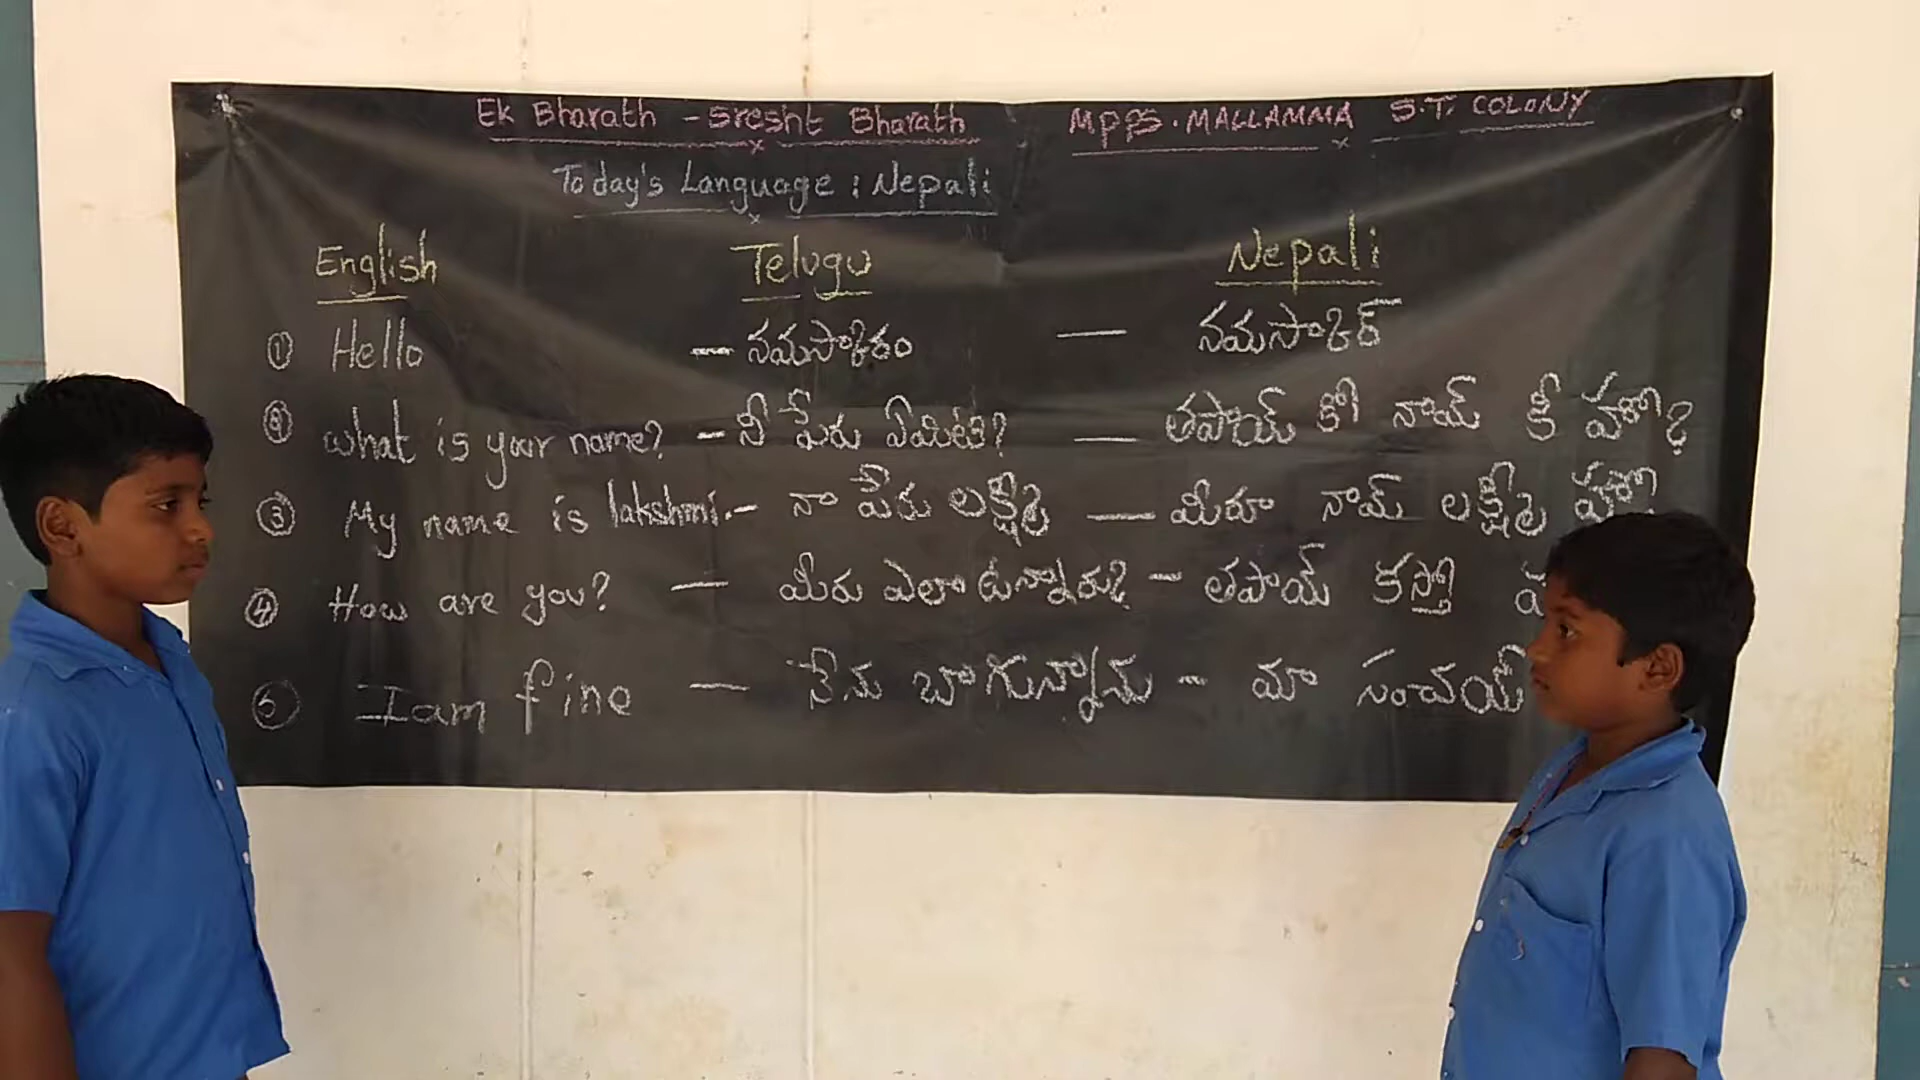 Ek Bharath - Sresht Bharath MPPS. MALLAMMA S.T. COLONY
Today's Language : Nepali
English Telugu Nepali
① Hello - నమస్కారం — నమస్కార్
② What is your name? - నీ పేరు ఏమిటి? — తపాయ్ కో నామ్ కీ హో?
③ My name is lakshmi. - నా పేరు లక్ష్మి — మీరూ నామ్ లక్ష్మి హో
④ How are you? — మీరు ఎలా ఉన్నారు? - తపాయ్ కస్తో
⑤ I am fine — నేను బాగున్నాను - మా సంచయ్